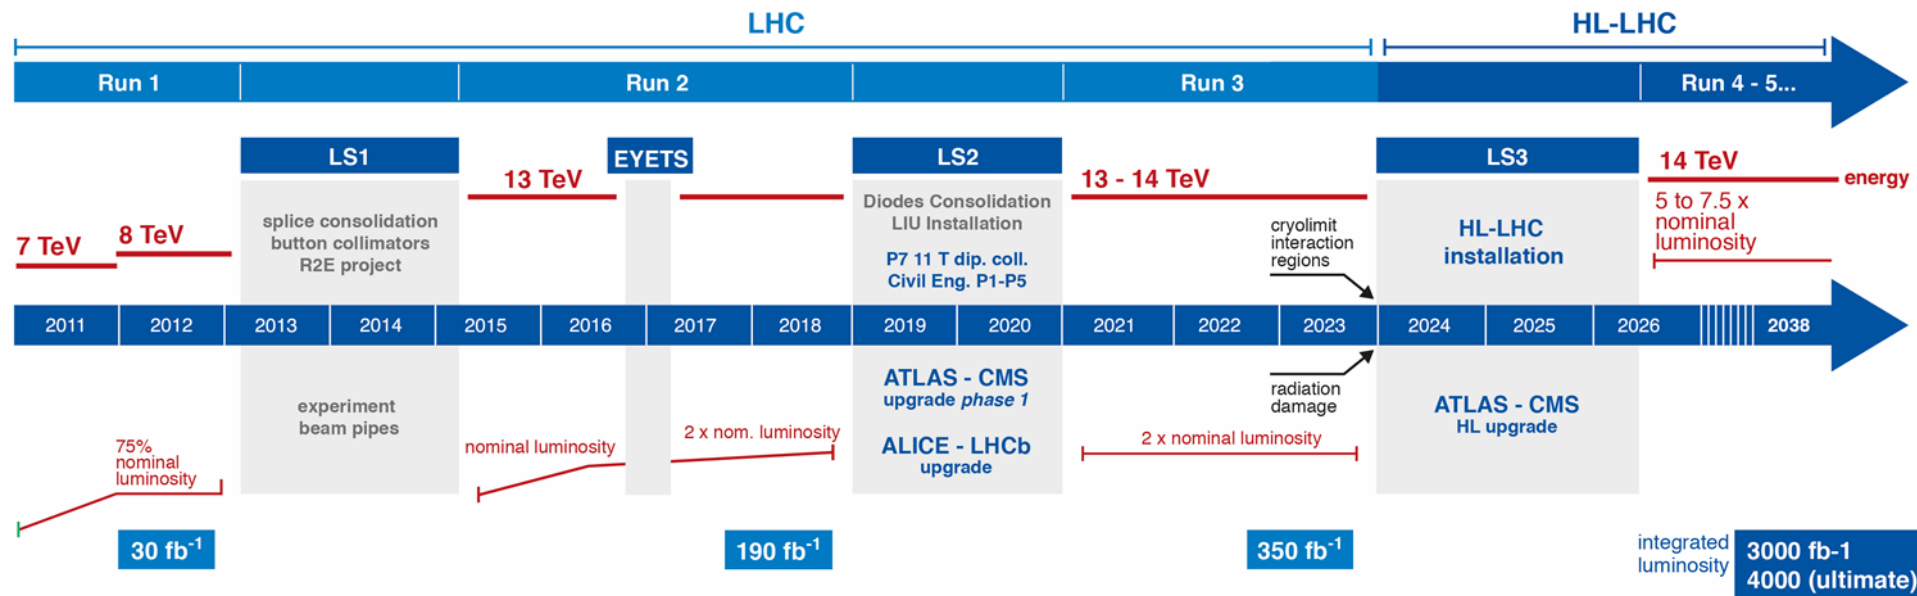 LHC
HL-LHC
Run 1
Run 2
Run 3
Run 4 - 5...
LS1
EYETS
LS2
LS3
14 TeV
energy
13 TeV
13 - 14 TeV
7 TeV
8 TeV
splice consolidation
button collimators
R2E project
Diodes Consolidation
LIU Installation
P7 11 T dip. coll.
Civil Eng. P1-P5
cryolimit
interaction
regions
HL-LHC
installation
5 to 7.5 x
nominal
luminosity
2011
2012
2013
2014
2015
2016
2017
2018
2019
2020
2021
2022
2023
2024
2025
2026
2038
experiment
beam pipes
ATLAS - CMS
upgrade phase 1
ALICE - LHCb
upgrade
radiation
damage
ATLAS - CMS
HL upgrade
75%
nominal
luminosity
nominal luminosity
2 x nom. luminosity
2 x nominal luminosity
30 fb-1
190 fb-1
350 fb-1
integrated
luminosity
3000 fb-1
4000 (ultimate)